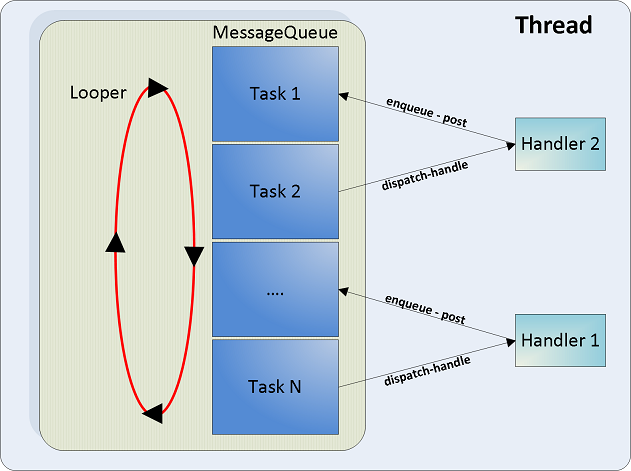 Thread
MessageQueue
Looper
Task 1
enqueue - post
Handler 2
Task 2
dispatch-handle
....
enqueue - post
Handler 1
dispatch-handle
Task N